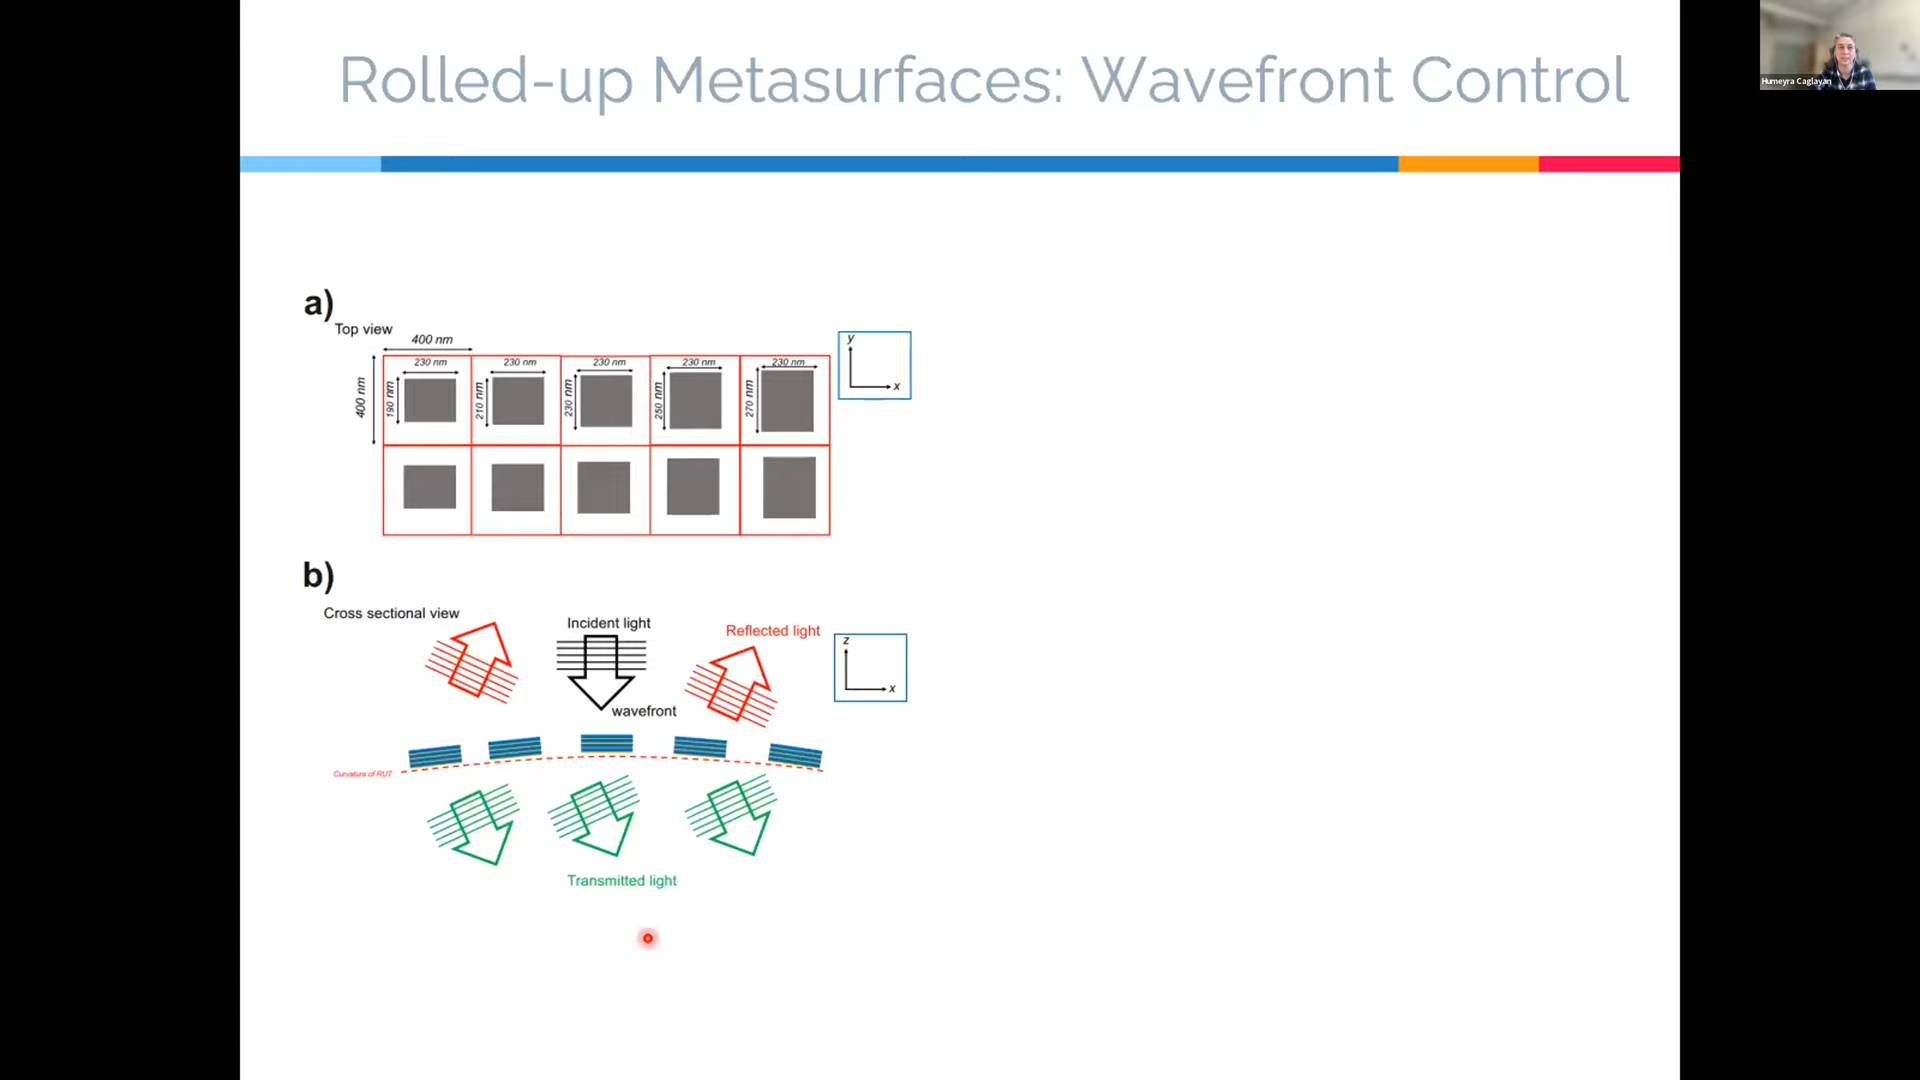 Rolled-up Metasurfaces: Wavefront Control
Humeyra Caglayan
a)
Top view
400 nm
y
x
230 nm 230 nm 230 nm 230 nm 230 nm
400 nm
190 nm 210 nm 230 nm 250 nm 270 nm
b)
Cross sectional view
Incident light
Reflected light
z
x
wavefront
Curvature of RUT
Transmitted light